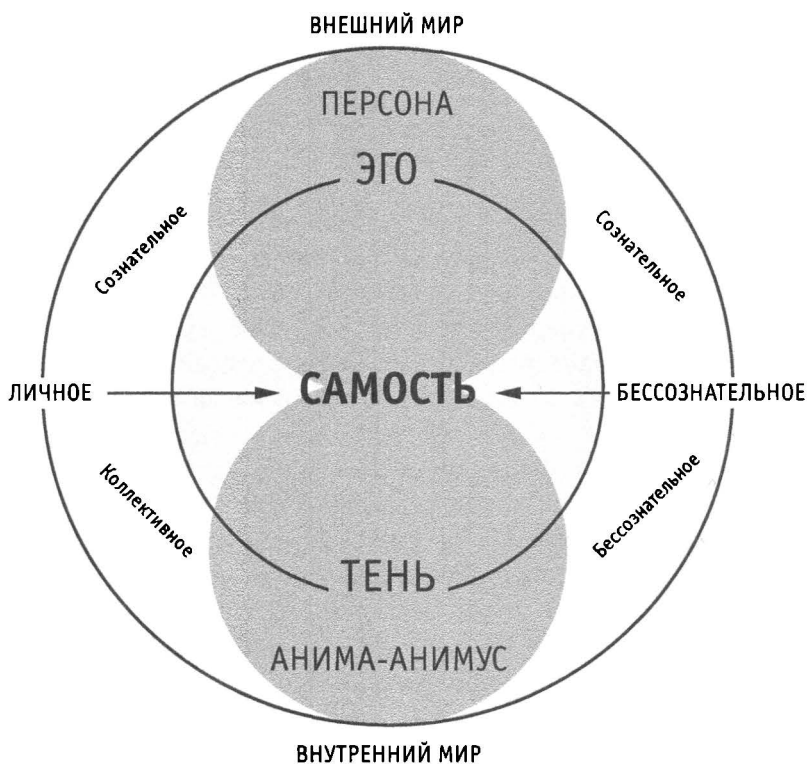 ВНЕШНИЙ МИР
ПЕРСОНА
ЭГО
Сознательное
Сознательное
ЛИЧНОЕ
САМОСТЬ
БЕССОЗНАТЕЛЬНОЕ
Коллективное
Бессознательное
ТЕНЬ
АНИМА-АНИМУС
ВНУТРЕННИЙ МИР